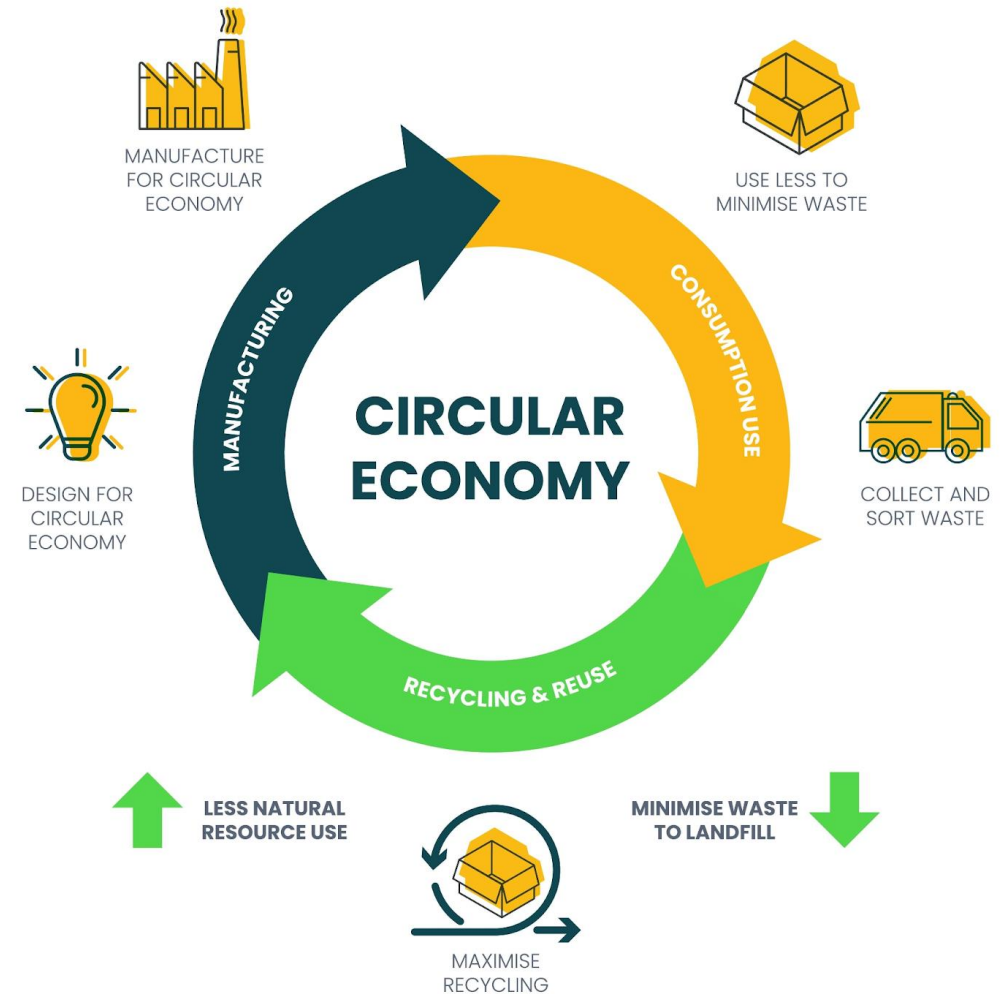 MANUFACTURE
FOR CIRCULAR
ECONOMY
USE LESS TO
MINIMISE WASTE
MANUFACTURING
CONSUMPTION USE
CIRCULAR
ECONOMY
DESIGN FOR
CIRCULAR
ECONOMY
COLLECT AND
SORT WASTE
RECYCLING & REUSE
LESS NATURAL
RESOURCE USE
MINIMISE WASTE
TO LANDFILL
MAXIMISE
RECYCLING